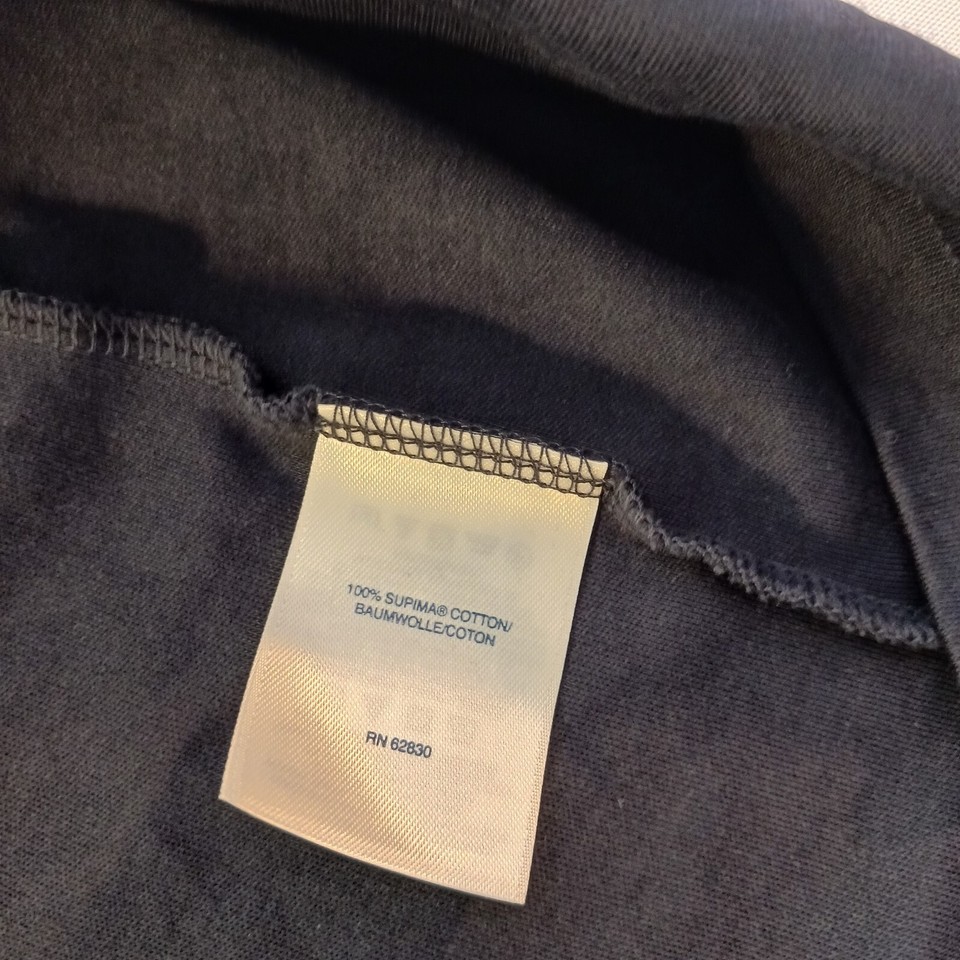 100% SUPIMA® COTTON/
BAUMWOLLE/COTON
RN 62830